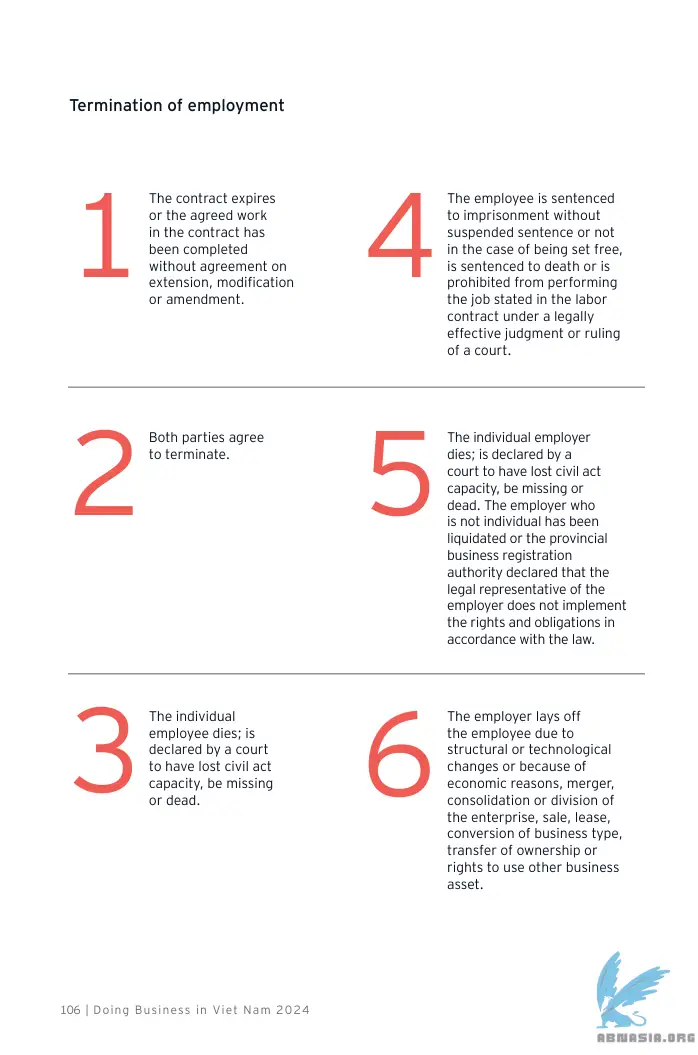 Termination of employment
1
The contract expires
or the agreed work
in the contract has
been completed
without agreement on
extension, modification
or amendment.
2
Both parties agree
to terminate.
3
The individual
employee dies; is
declared by a court
to have lost civil act
capacity, be missing
or dead.
4
The employee is sentenced
to imprisonment without
suspended sentence or not
in the case of being set free,
is sentenced to death or is
prohibited from performing
the job stated in the labor
contract under a legally
effective judgment or ruling
of a court.
5
The individual employer
dies; is declared by a
court to have lost civil act
capacity, be missing or
dead. The employer who
is not individual has been
liquidated or the provincial
business registration
authority declared that the
legal representative of the
employer does not implement
the rights and obligations in
accordance with the law.
6
The employer lays off
the employee due to
structural or technological
changes or because of
economic reasons, merger,
consolidation or division of
the enterprise, sale, lease,
conversion of business type,
transfer of ownership or
rights to use other business
asset.
106 | Doing Business in Viet Nam 2024
ABNASIA.ORG